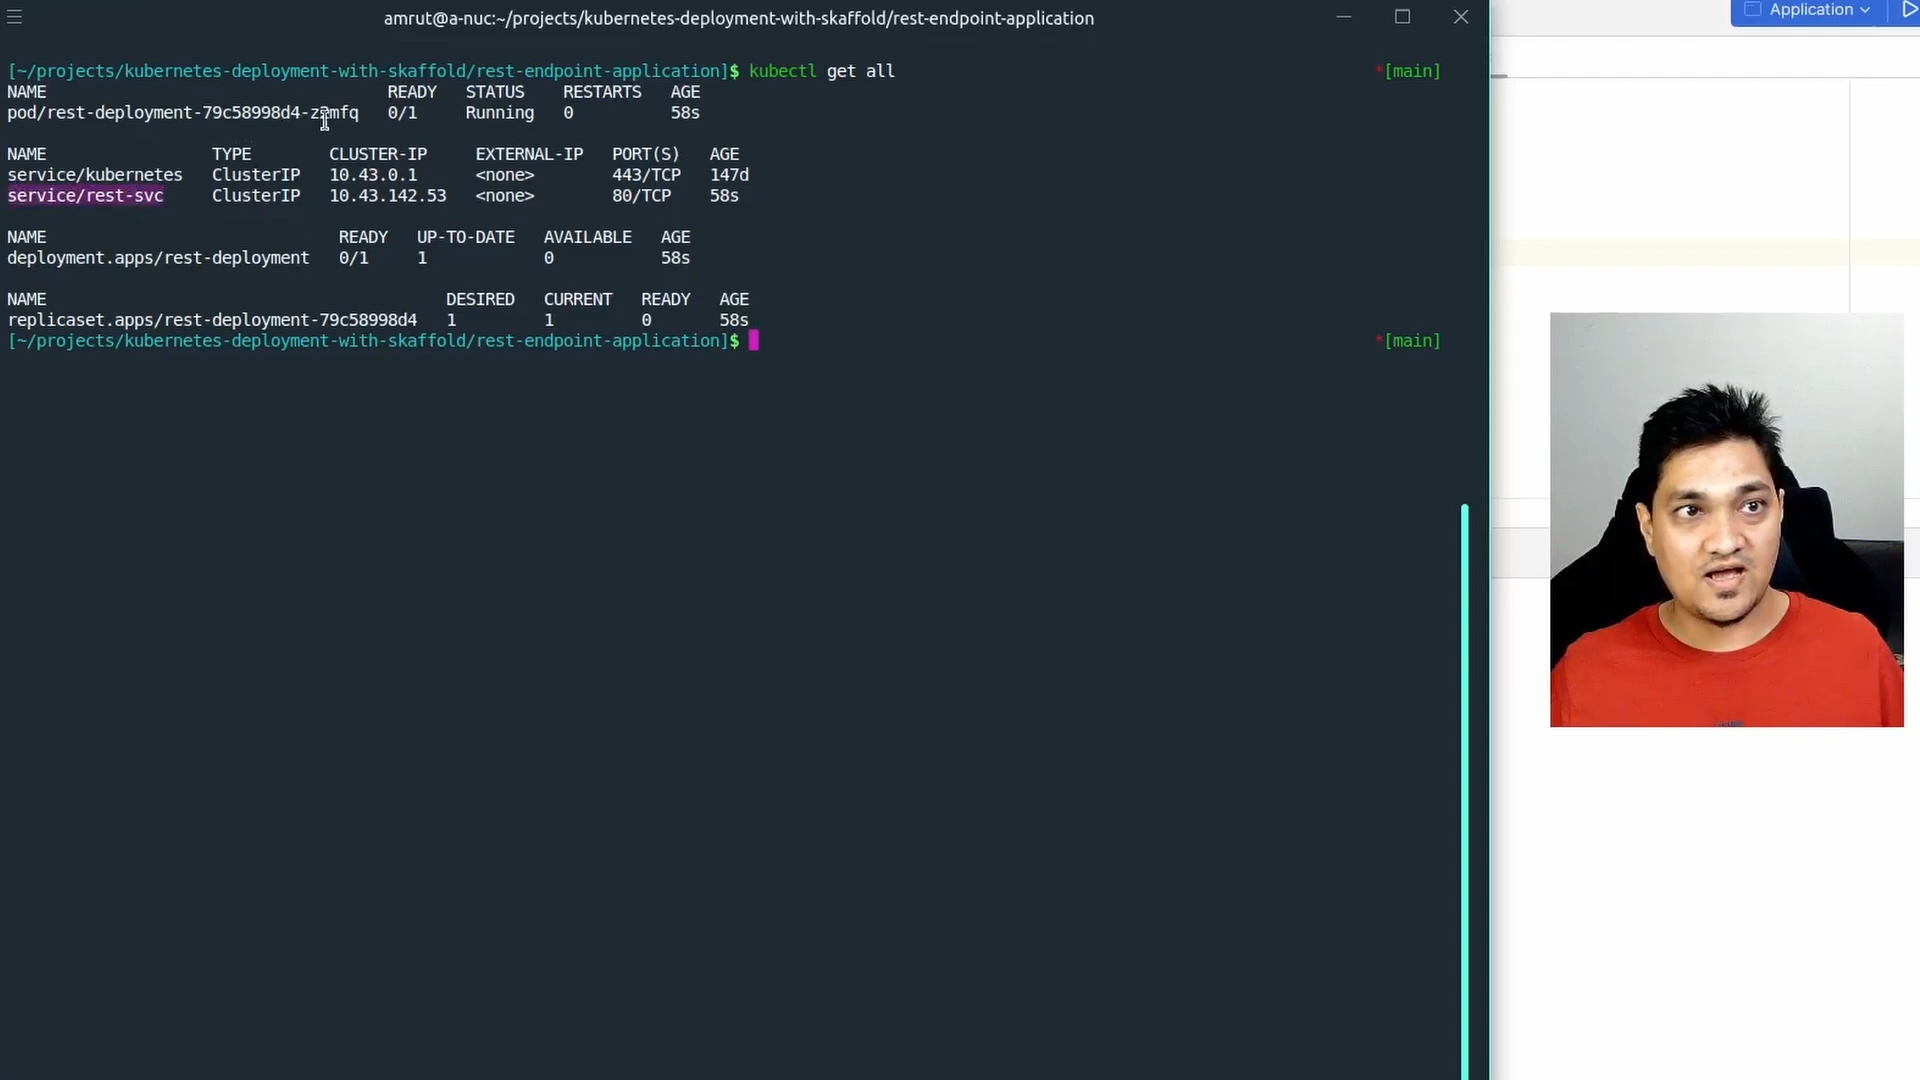 amrut@a-nuc:~/projects/kubernetes-deployment-with-skaffold/rest-endpoint-application
Application
[~/projects/kubernetes-deployment-with-skaffold/rest-endpoint-application]$ kubectl get all *[main]
NAME READY STATUS RESTARTS AGE
pod/rest-deployment-79c58998d4-z2mfq 0/1 Running 0 58s
NAME TYPE CLUSTER-IP EXTERNAL-IP PORT(S) AGE
service/kubernetes ClusterIP 10.43.0.1 <none> 443/TCP 147d
service/rest-svc ClusterIP 10.43.142.53 <none> 80/TCP 58s
NAME READY UP-TO-DATE AVAILABLE AGE
deployment.apps/rest-deployment 0/1 1 0 58s
NAME DESIRED CURRENT READY AGE
replicaset.apps/rest-deployment-79c58998d4 1 1 0 58s
[~/projects/kubernetes-deployment-with-skaffold/rest-endpoint-application]$ *[main]